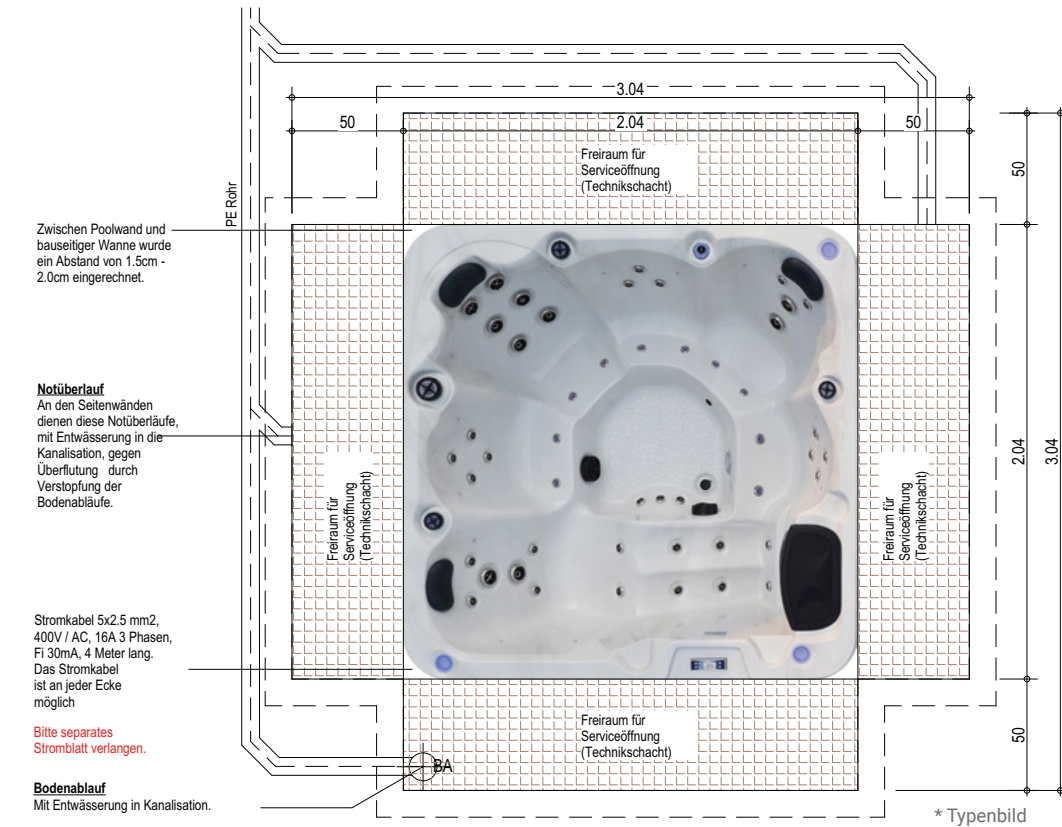 3.04
50
2.04
50
Freiraum für
Serviceöffnung
(Technikschacht)
50
PE Rohr
Zwischen Poolwand und
bauseitiger Wanne wurde
ein Abstand von 1.5cm -
2.0cm eingerechnet.
Notüberlauf
An den Seitenwänden
dienen diese Notüberläufe,
mit Entwässerung in die
Kanalisation, gegen
Überflutung durch
Verstopfung der
Bodenabläufe.
Freiraum für
Serviceöffnung
(Technikschacht)
Freiraum für
Serviceöffnung
(Technikschacht)
2.04
3.04
Stromkabel 5x2.5 mm2,
400V / AC, 16A 3 Phasen,
Fi 30mA, 4 Meter lang.
Das Stromkabel
ist an jeder Ecke
möglich
Bitte separates
Stromblatt verlangen.
Freiraum für
Serviceöffnung
(Technikschacht)
50
BA
Bodenablauf
Mit Entwässerung in Kanalisation.
* Typenbild